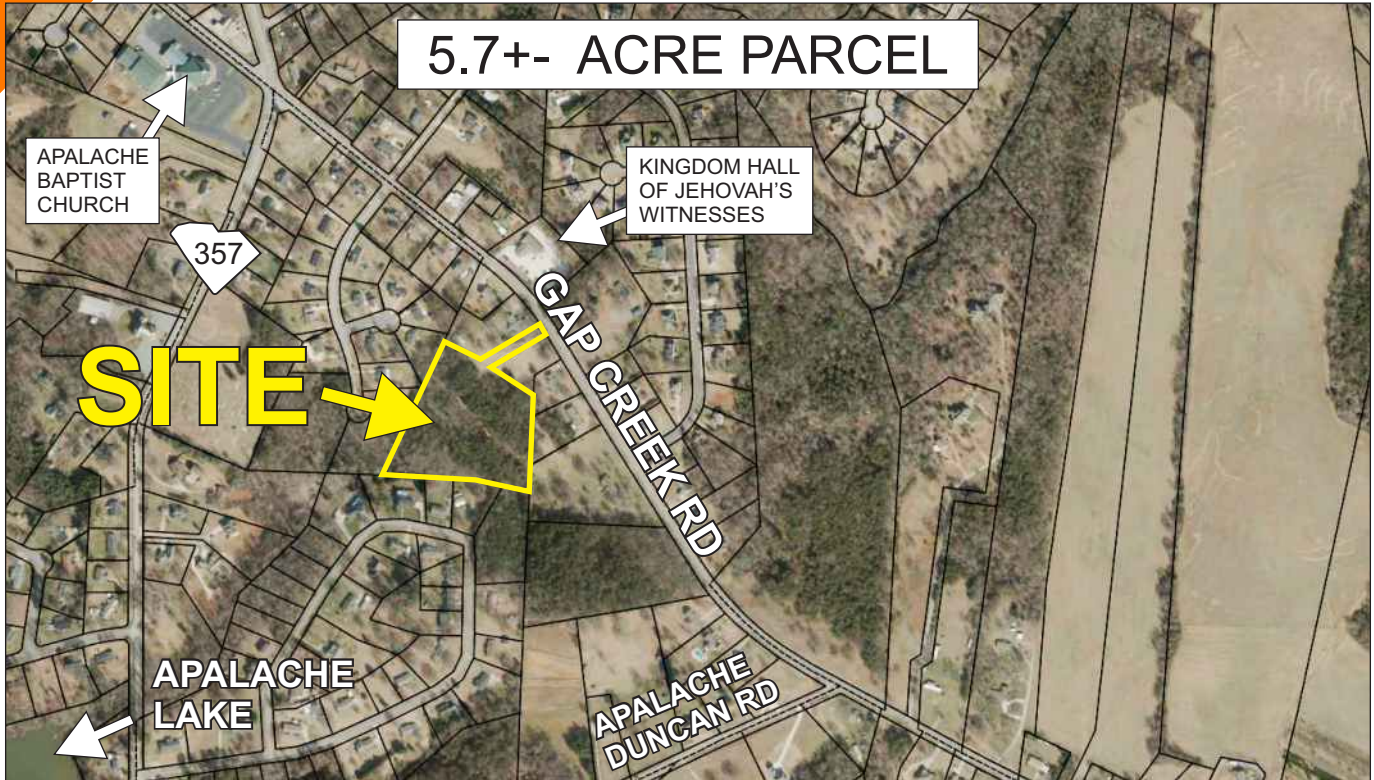 5.7+- ACRE PARCEL
APALACHE
BAPTIST
CHURCH
KINGDOM HALL
OF JEHOVAH'S
WITNESSES
357
GAP CREEK RD
SITE
APALACHE
LAKE
APALACHE
DUNCAN RD